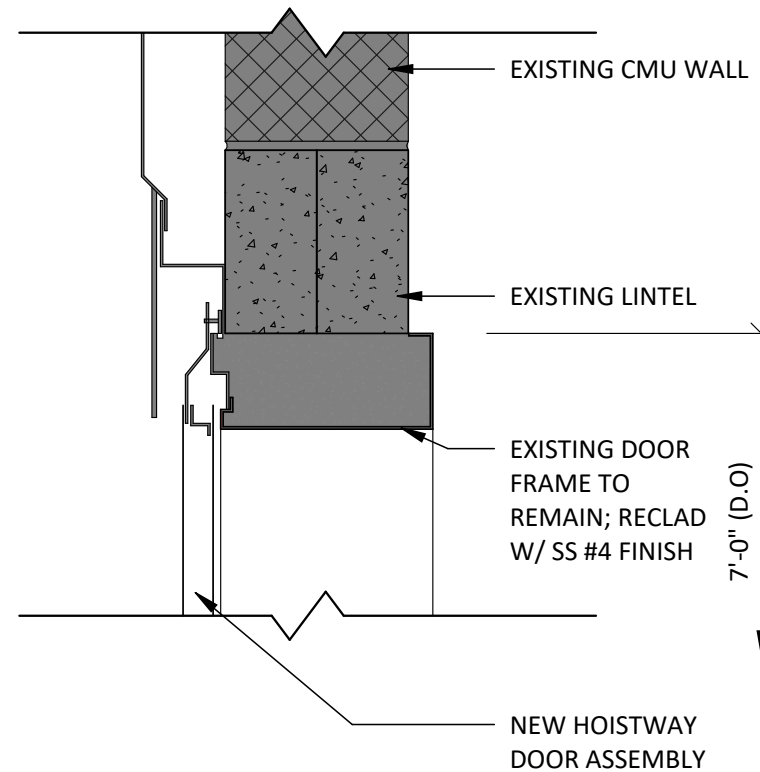 EXISTING CMU WALL
EXISTING LINTEL
EXISTING DOOR
FRAME TO
REMAIN; RECLAD
W/ SS #4 FINISH
7'-0" (D.O)
NEW HOISTWAY
DOOR ASSEMBLY